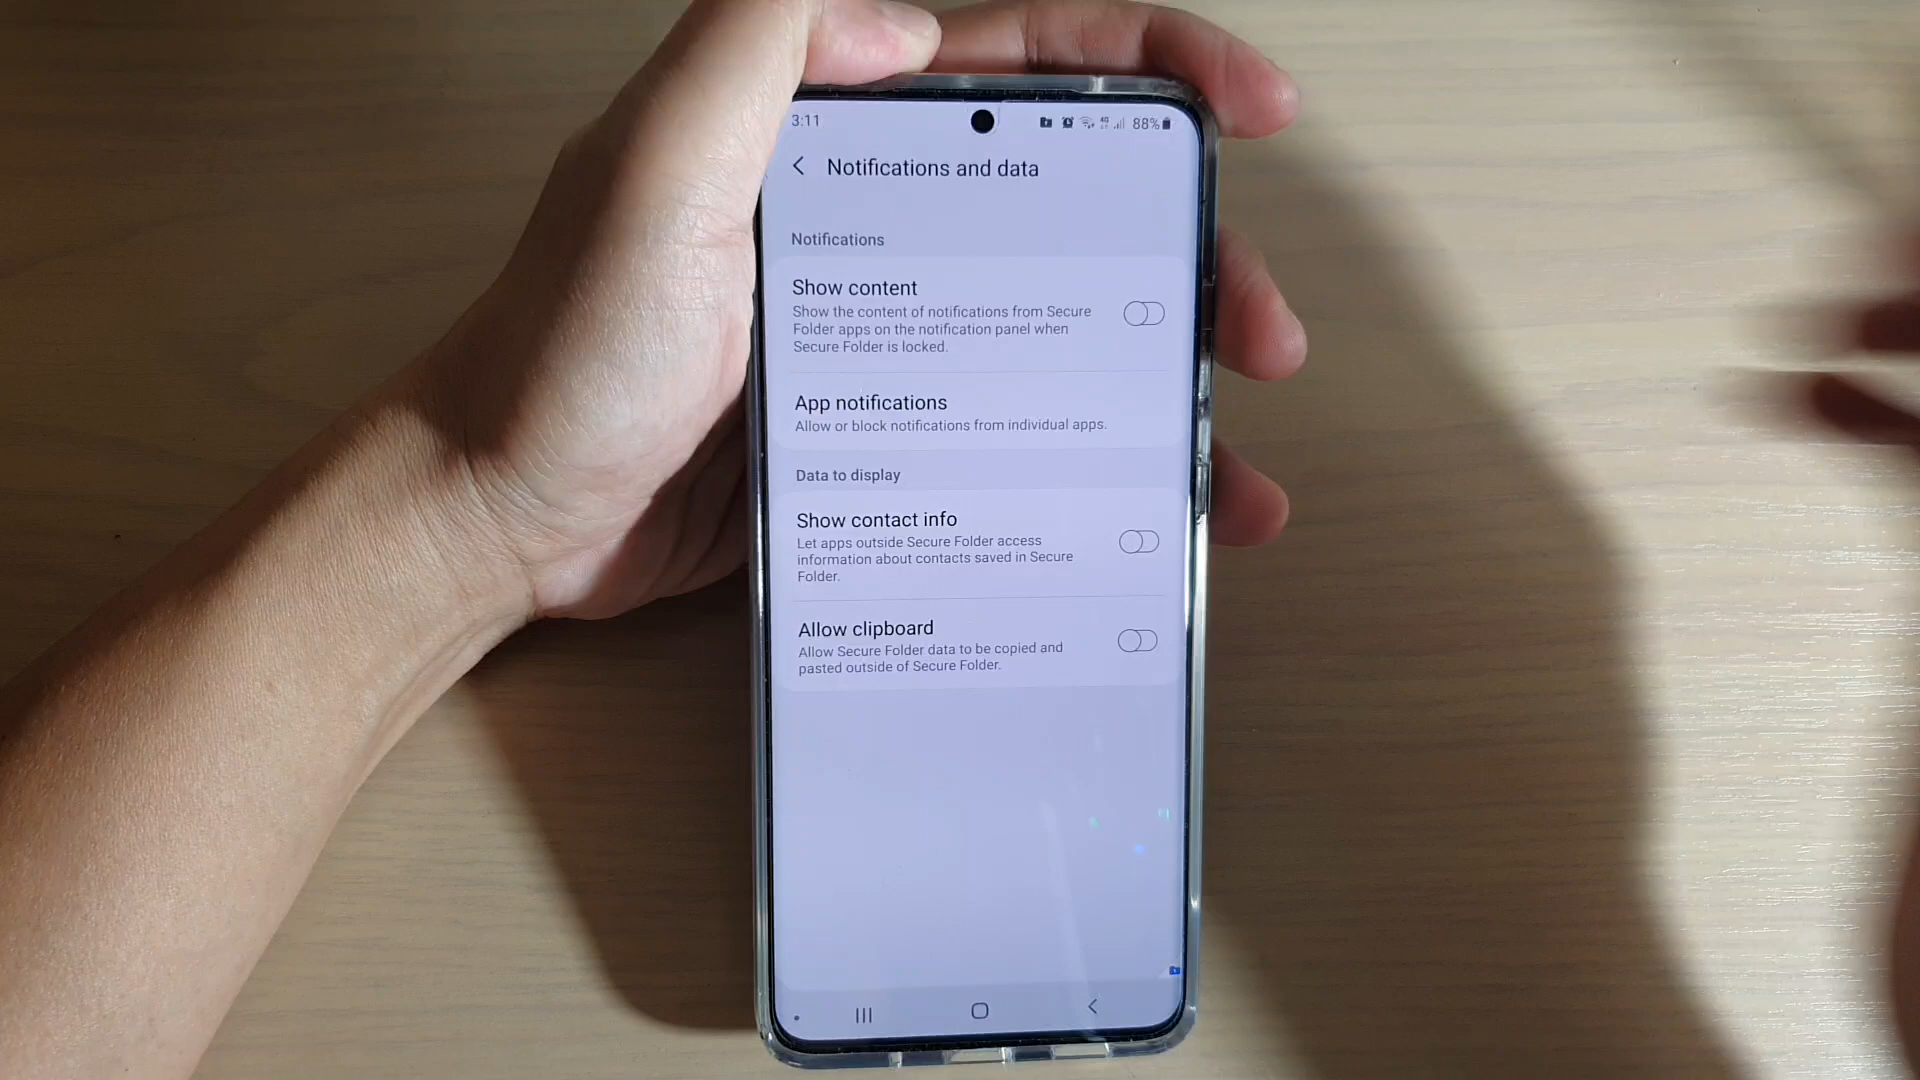 3:11
88%
Notifications and data
Notifications
Show content
Show the content of notifications from Secure
Folder apps on the notification panel when
Secure Folder is locked.
App notifications
Allow or block notifications from individual apps.
Data to display
Show contact info
Let apps outside Secure Folder access
information about contacts saved in Secure
Folder.
Allow clipboard
Allow Secure Folder data to be copied and
pasted outside of Secure Folder.